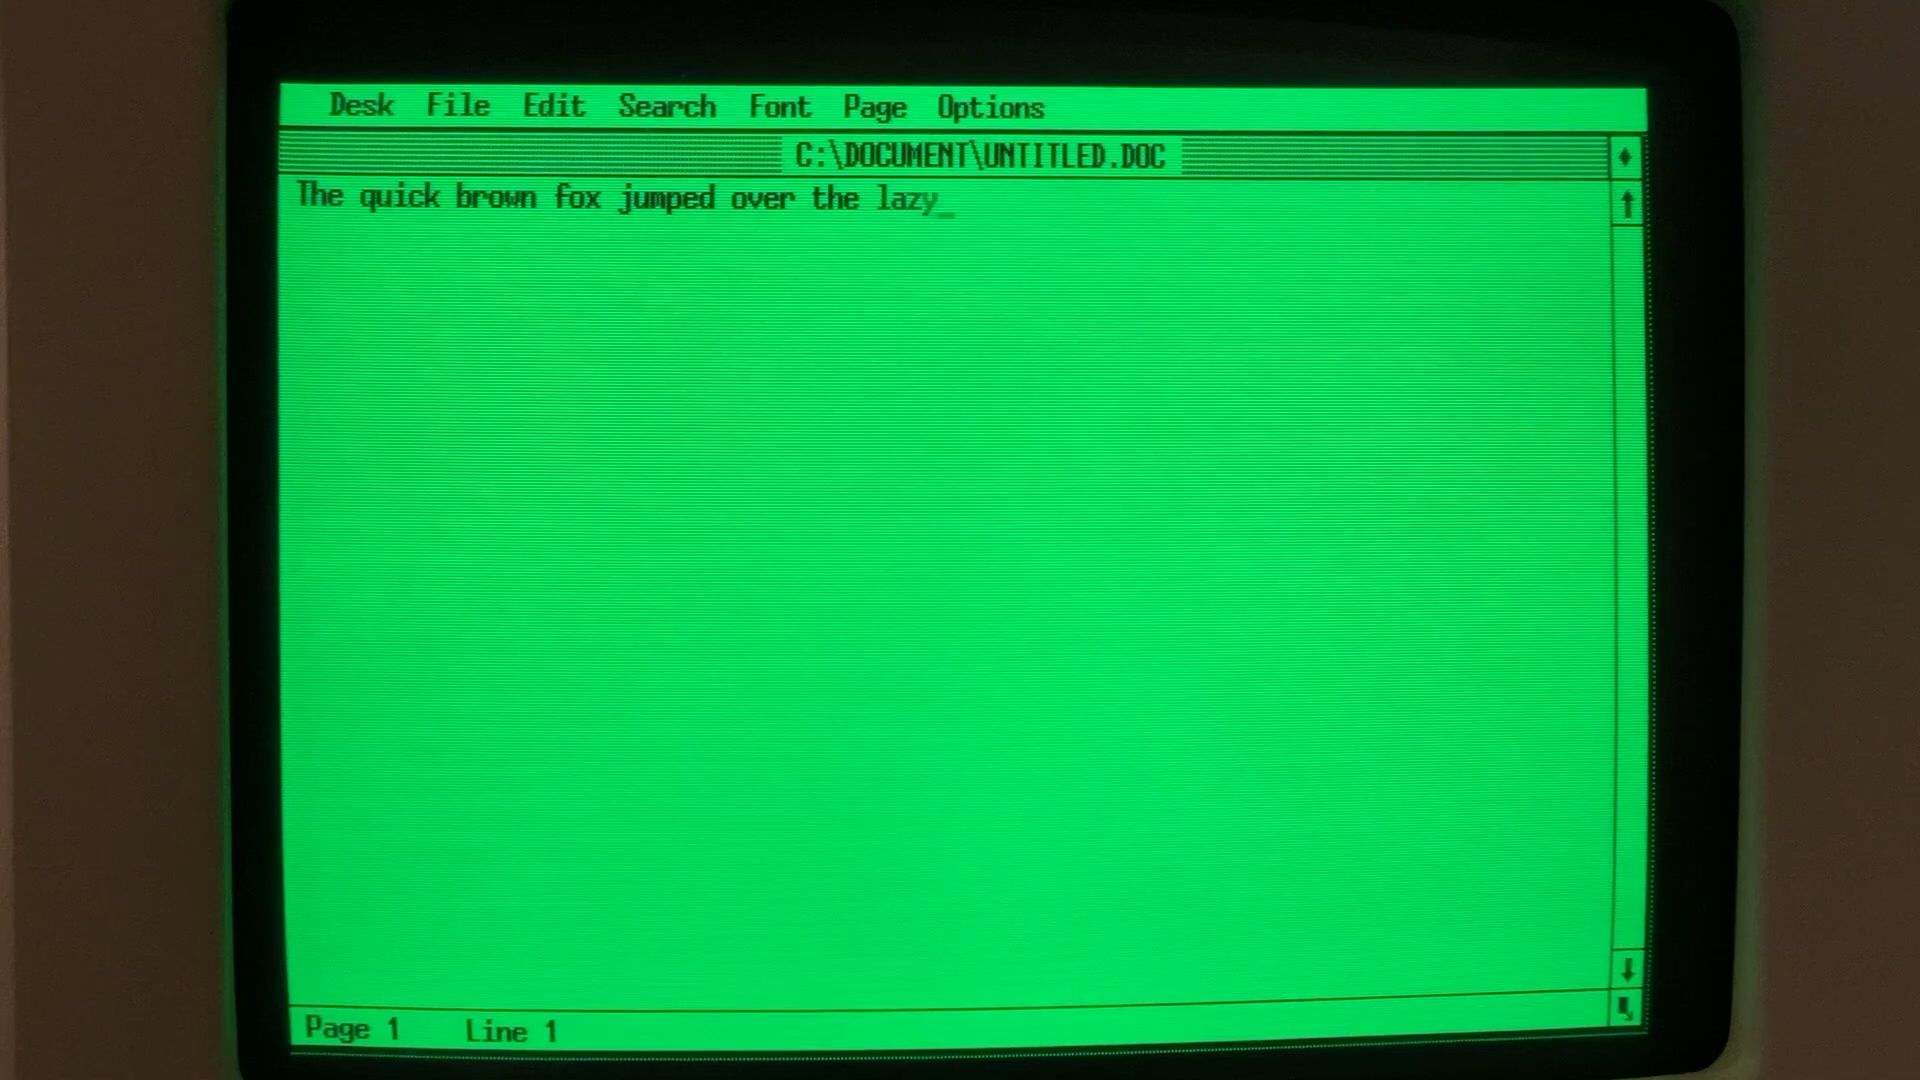 Desk File Edit Search Font Page Options
C:\DOCUMENT\UNTITLED.DOC
The quick brown fox jumped over the lazy_
Page 1 Line 1